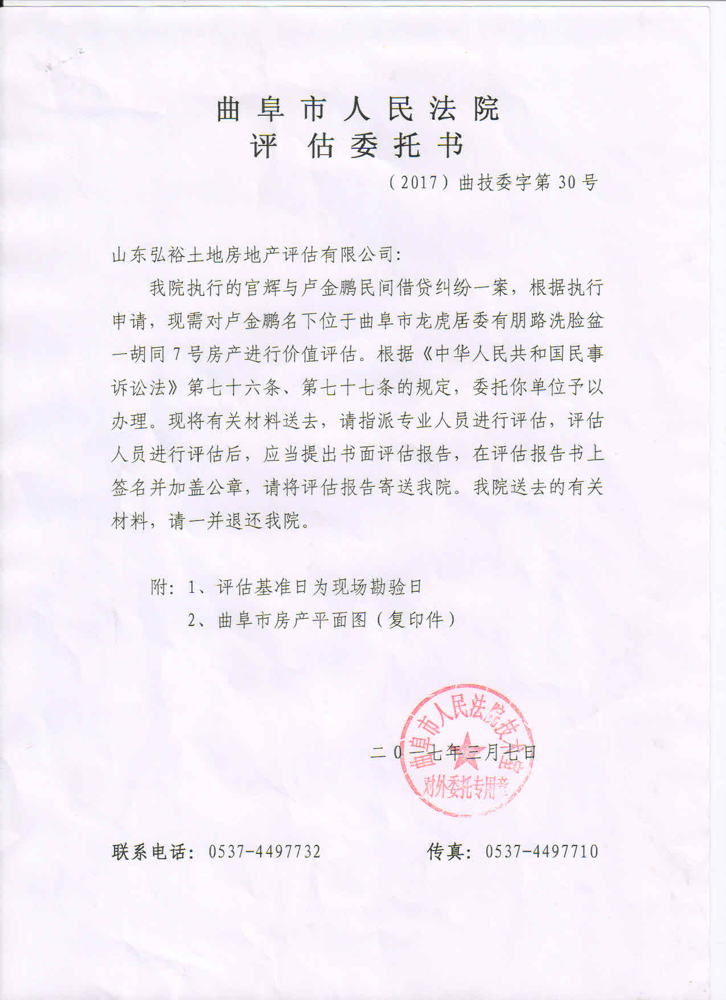 曲阜市人民法院
评估委托书
（2017）曲技委字第 30 号
山东弘裕土地房地产评估有限公司：
我院执行的官辉与卢金鹏民间借贷纠纷一案，根据执行
申请，现需对卢金鹏名下位于曲阜市龙虎居委有朋路洗脸盆
一胡同 7 号房产进行价值评估。根据《中华人民共和国民事
诉讼法》第七十六条、第七十七条的规定，委托你单位予以
办理。现将有关材料送去，请指派专业人员进行评估，评估
人员进行评估后，应当提出书面评估报告，在评估报告书上
签名并加盖公章，请将评估报告寄送我院。我院送去的有关
材料，请一并退还我院。
附：1、评估基准日为现场勘验日
2、曲阜市房产平面图（复印件）
曲阜市人民法院技术室
二0一七年三月七日
对外委托专用章
联系电话：0537-4497732 传真：0537-4497710